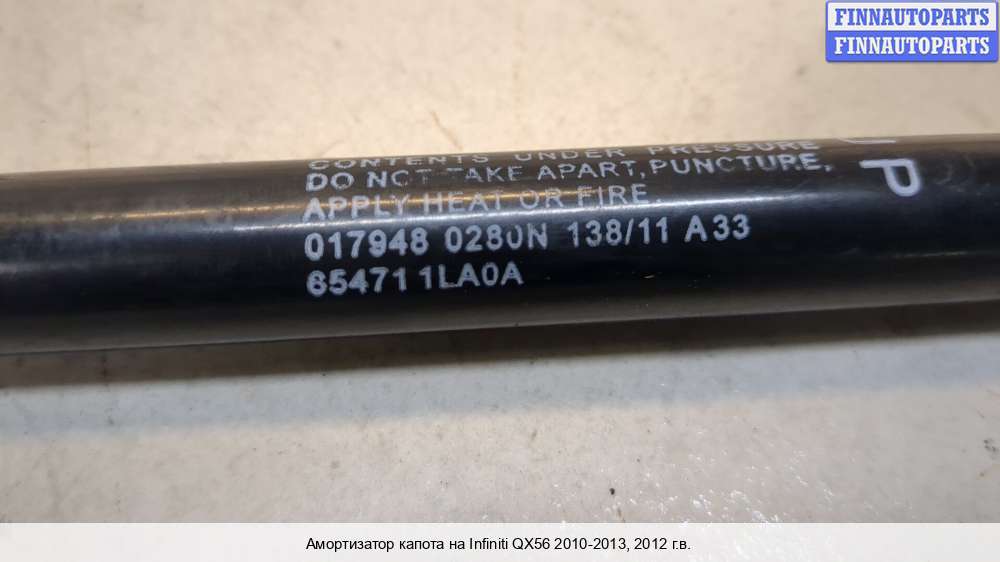 FINNAUTOPARTS
FINNAUTOPARTS
CONTENTS UNDER PRESSURE
DO NOT TAKE APART, PUNCTURE,
APPLY HEAT OR FIRE.
017948 0280N 138/11 A33
65471 1LA0A
P
Амортизатор капота на Infiniti QX56 2010-2013, 2012 г.в.